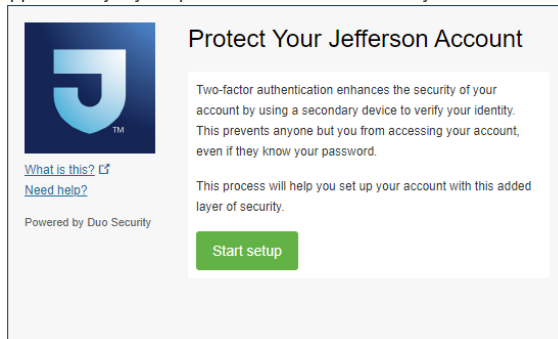 Protect Your Jefferson Account
TM
What is this?
Need help?
Powered by Duo Security
Two-factor authentication enhances the security of your
account by using a secondary device to verify your identity.
This prevents anyone but you from accessing your account,
even if they know your password.
This process will help you set up your account with this added
layer of security.
Start setup